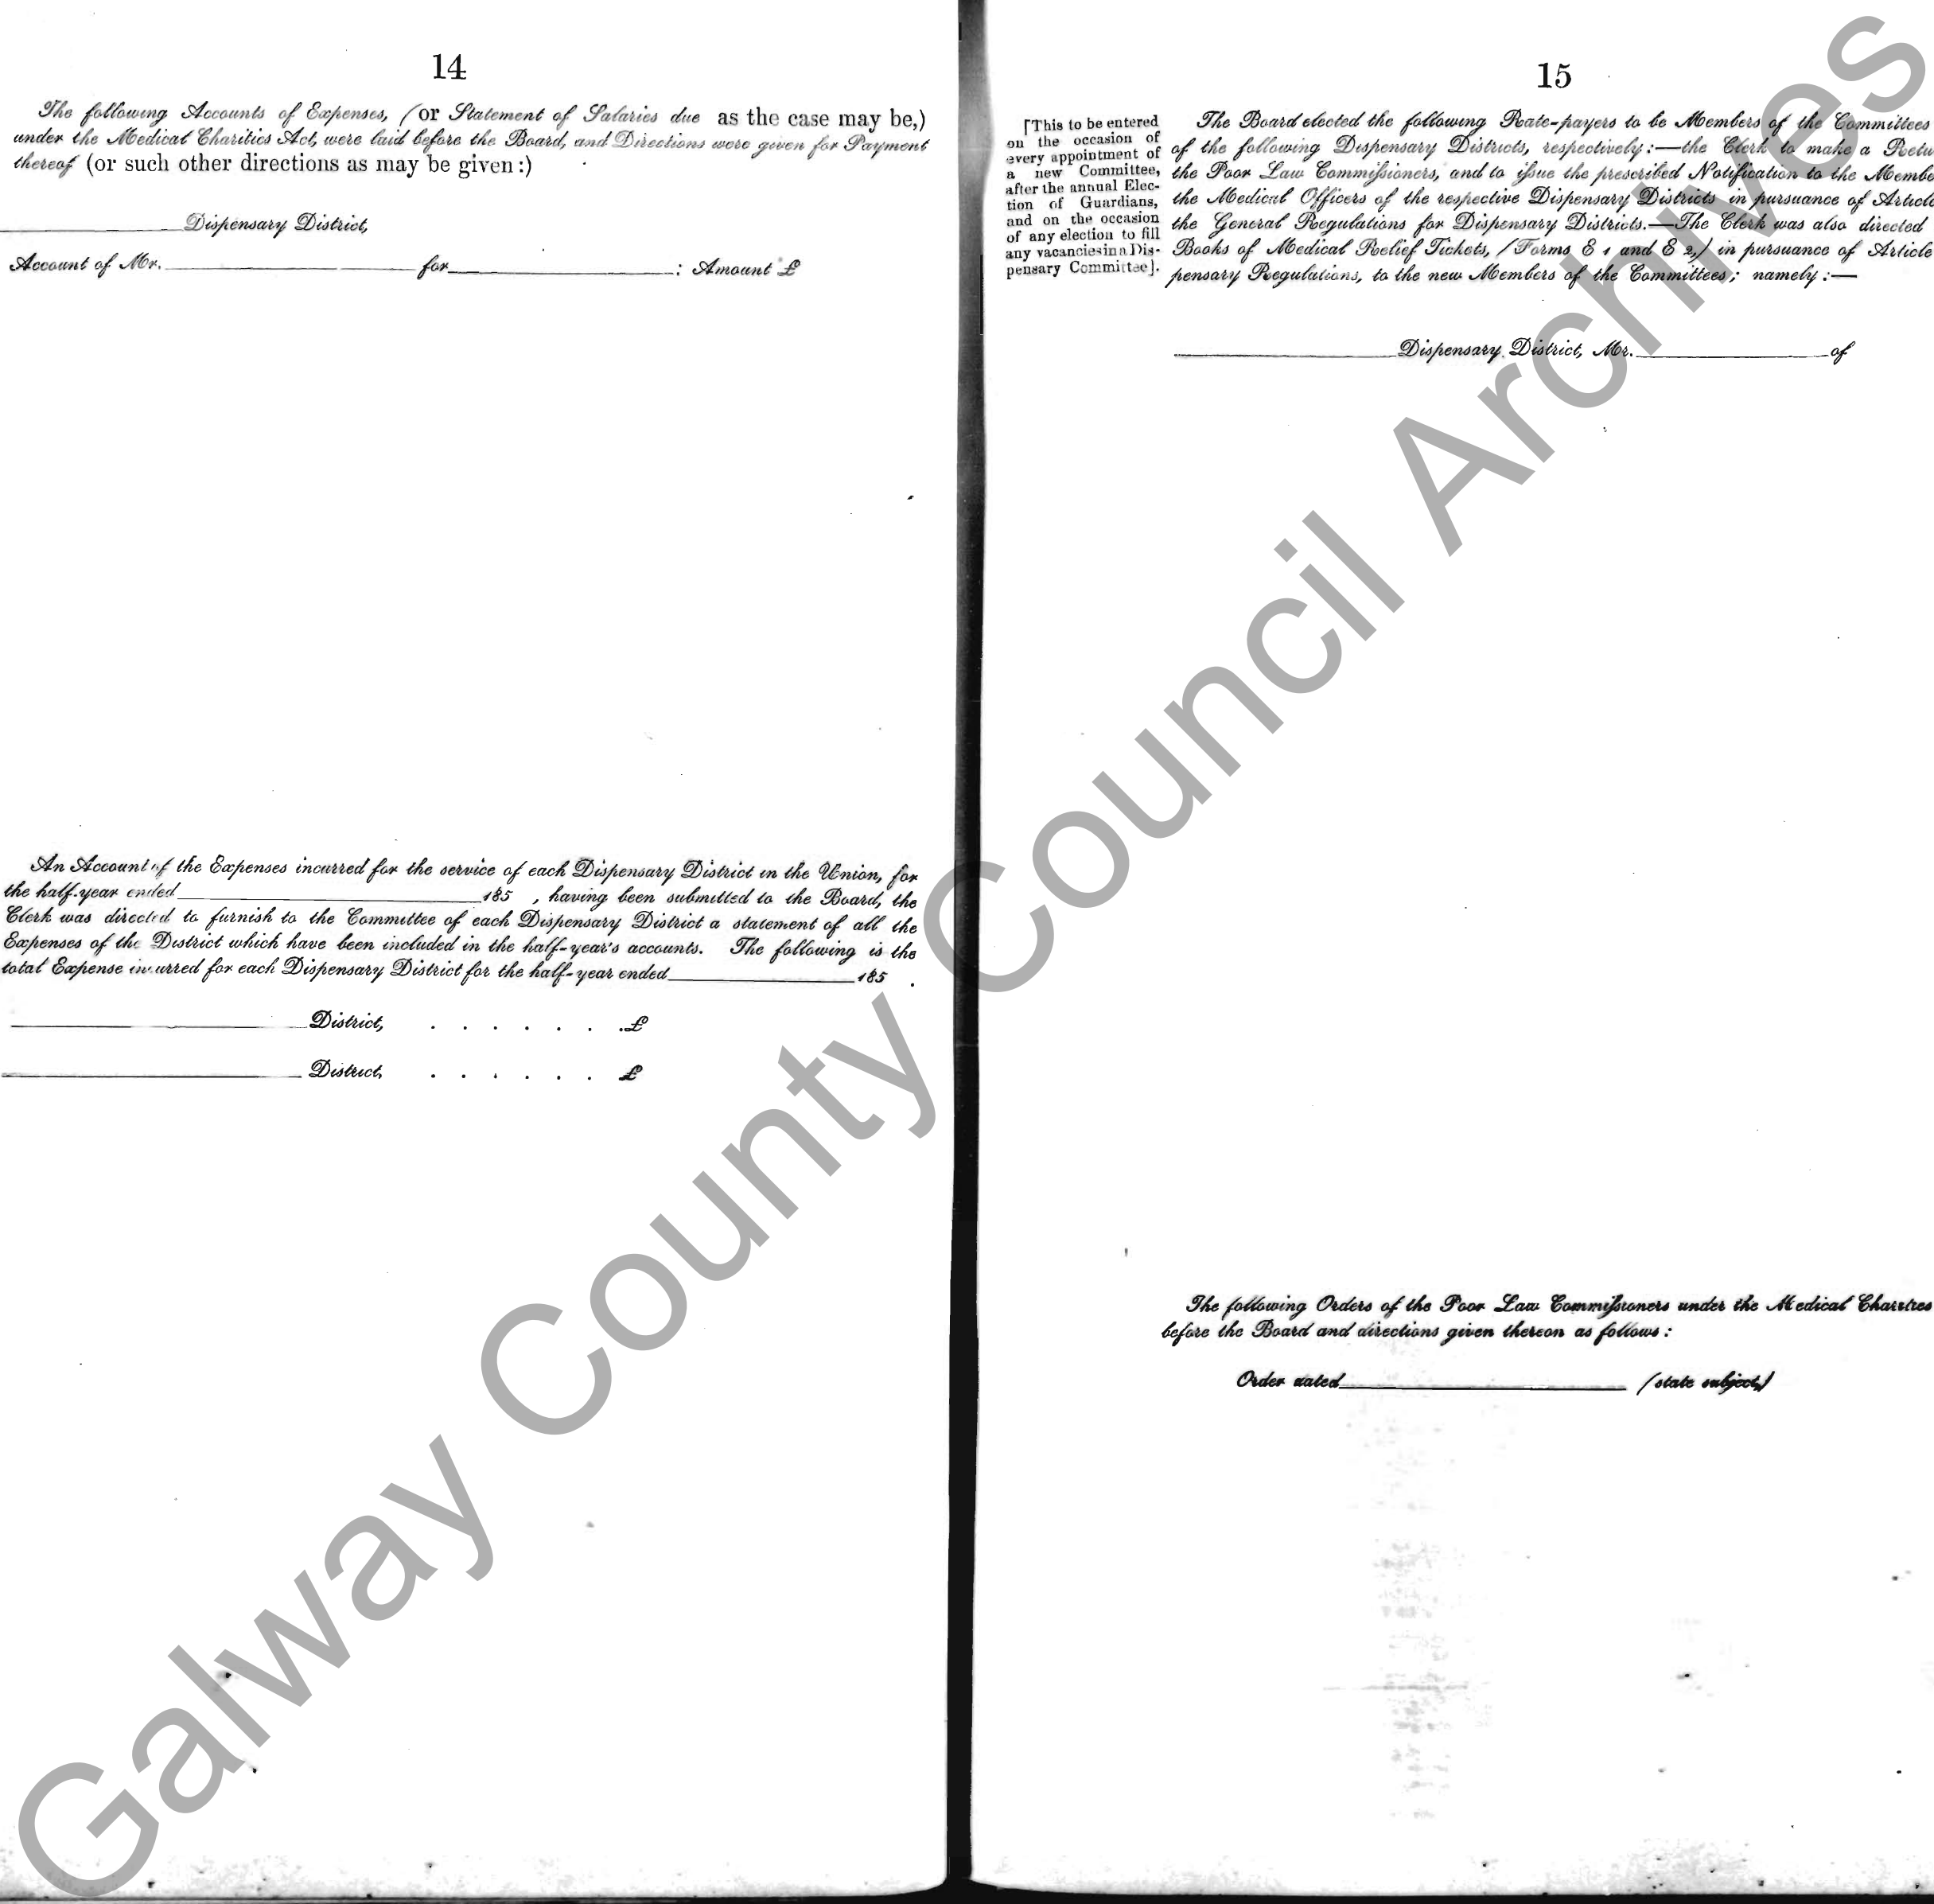 14
The following Accounts of Expenses, (or Statement of Salaries due as the case may be,)
under the Medical Charities Act, were laid before the Board, and Directions were given for Payment
thereof (or such other directions as may be given:)
Dispensary District,
Account of Mr. for : Amount £
An Account of the Expenses incurred for the service of each Dispensary District in the Union, for
the half-year ended 185 , having been submitted to the Board, the
Clerk was directed to furnish to the Committee of each Dispensary District a statement of all the
Expenses of the District which have been included in the half-year's accounts. The following is the
total Expense incurred for each Dispensary District for the half-year ended 185 .
District, . . . . . . . £
District, . . . . . . £
15
[This to be entered
on the occasion of
every appointment of
a new Committee,
after the annual Elec-
tion of Guardians,
and on the occasion
of any election to fill
any vacancies in a Dis-
pensary Committee].
The Board elected the following Rate-payers to be Members of the Committees
of the following Dispensary Districts, respectively:—the Clerk to make a Retu
the Poor Law Commissioners, and to issue the prescribed Notification to the Membe
the Medical Officers of the respective Dispensary Districts in pursuance of Article
the General Regulations for Dispensary Districts.—The Clerk was also directed
Books of Medical Relief Tickets, (Forms E 1 and E 2,) in pursuance of Article
pensary Regulations, to the new Members of the Committees; namely:—
Dispensary District, Mr. of
The following Orders of the Poor Law Commissioners under the Medical Charities
before the Board and directions given thereon as follows:
Order dated (state subject,)
Galway County Council Archives